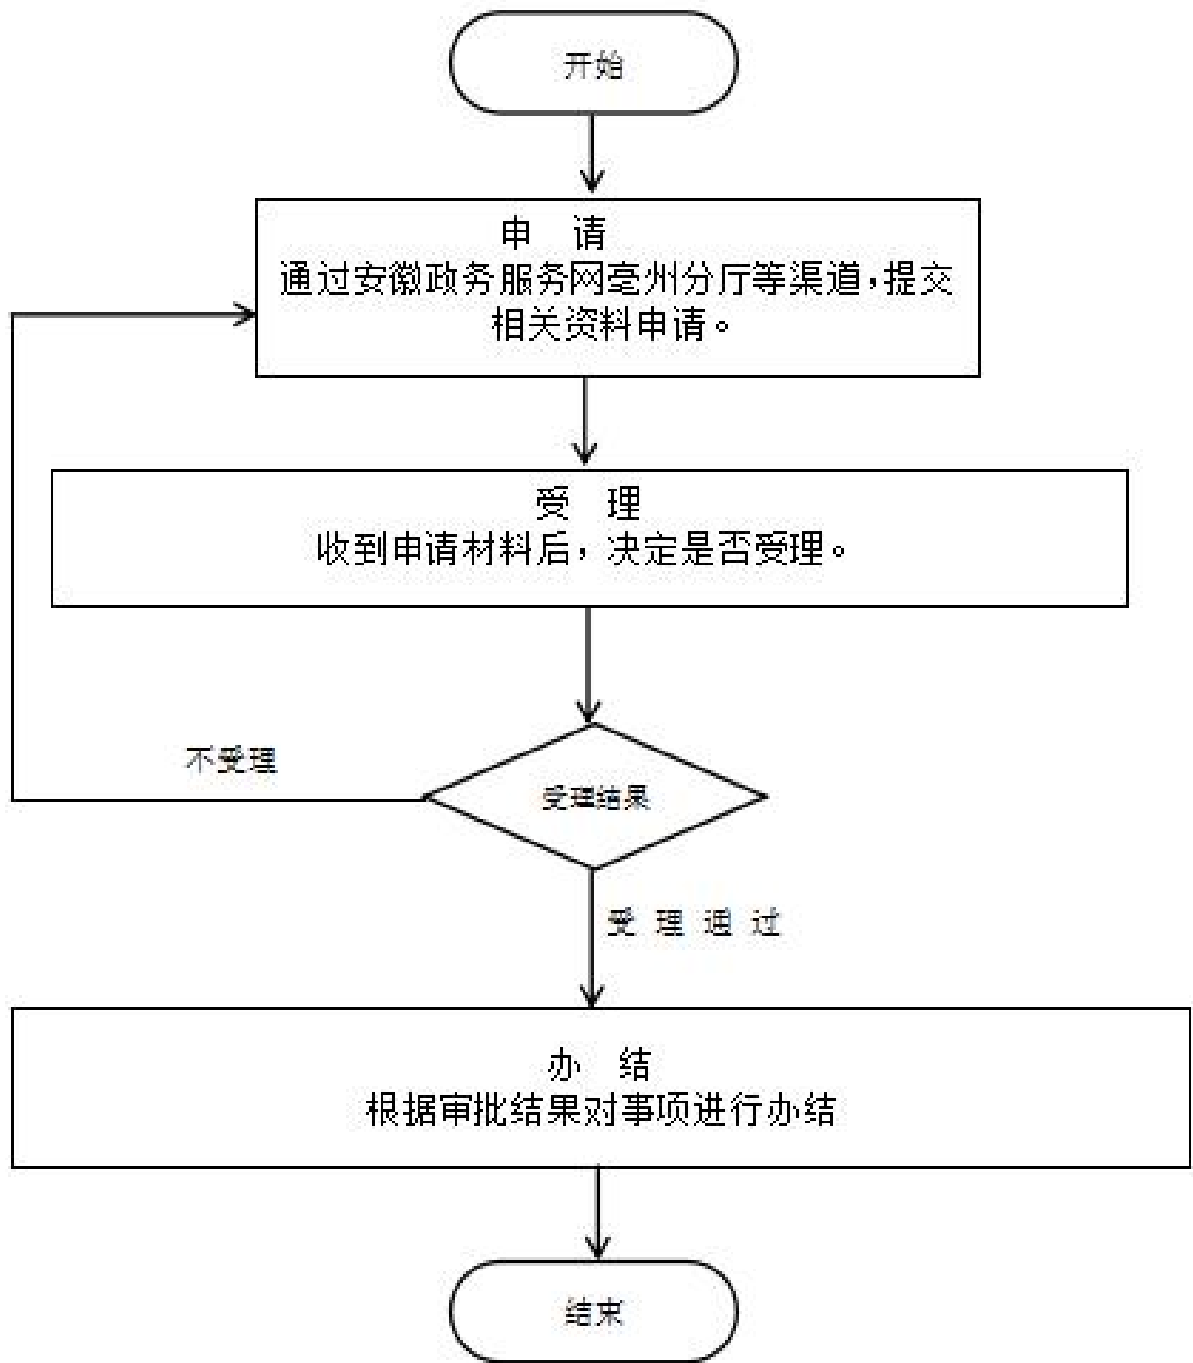 开始
申 请
通过安徽政务服务网亳州分厅等渠道,提交
相关资料申请。
受 理
收到申请材料后,决定是否受理。
不受理
受理结果
受 理 通 过
办 结
根据审批结果对事项进行办结
结束